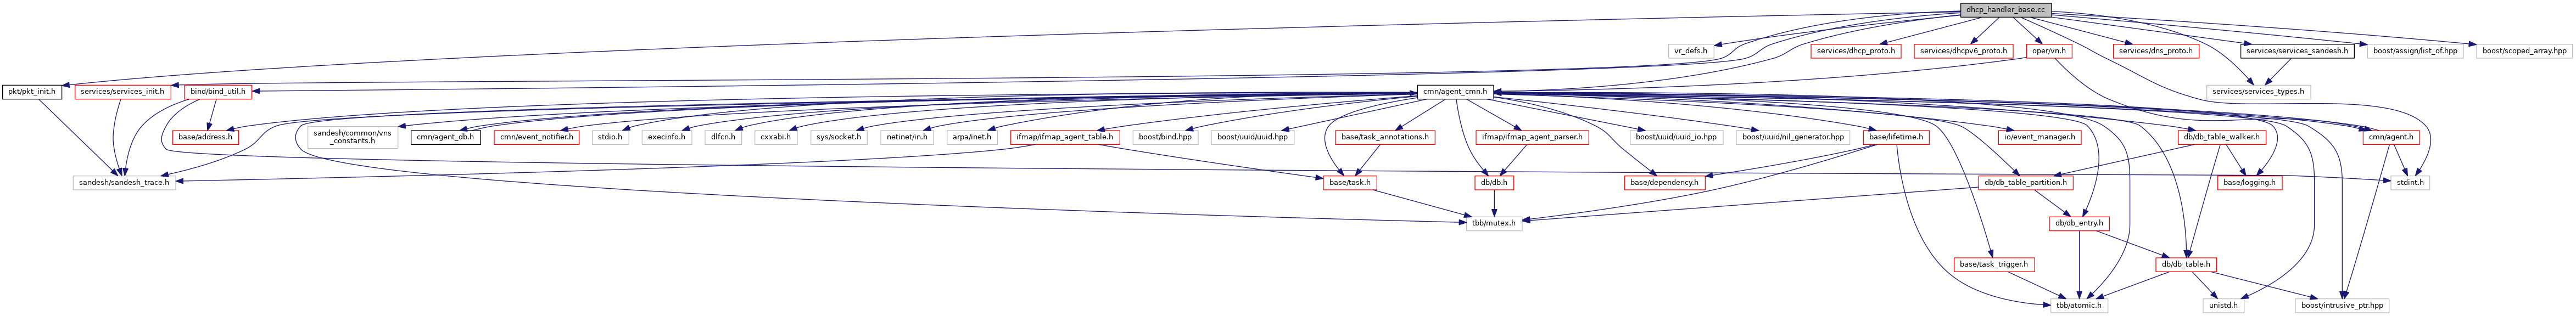 dhcp_handler_base.cc
vr_defs.h
services/dhcp_proto.h
services/dhcpv6_proto.h
oper/vn.h
services/dns_proto.h
services/services_sandesh.h
boost/assign/list_of.hpp
boost/scoped_array.hpp
pkt/pkt_init.h
services/services_init.h
bind/bind_util.h
cmn/agent_cmn.h
services/services_types.h
base/address.h
sandesh/common/vns
_constants.h
cmn/agent_db.h
cmn/event_notifier.h
stdio.h
execinfo.h
dlfcn.h
cxxabi.h
sys/socket.h
netinet/in.h
arpa/inet.h
ifmap/ifmap_agent_table.h
boost/bind.hpp
boost/uuid/uuid.hpp
base/task_annotations.h
ifmap/ifmap_agent_parser.h
boost/uuid/uuid_io.hpp
boost/uuid/nil_generator.hpp
base/lifetime.h
io/event_manager.h
db/db_table_walker.h
cmn/agent.h
sandesh/sandesh_trace.h
base/task.h
db/db.h
base/dependency.h
db/db_table_partition.h
base/logging.h
stdint.h
tbb/mutex.h
db/db_entry.h
base/task_trigger.h
db/db_table.h
tbb/atomic.h
unistd.h
boost/intrusive_ptr.hpp